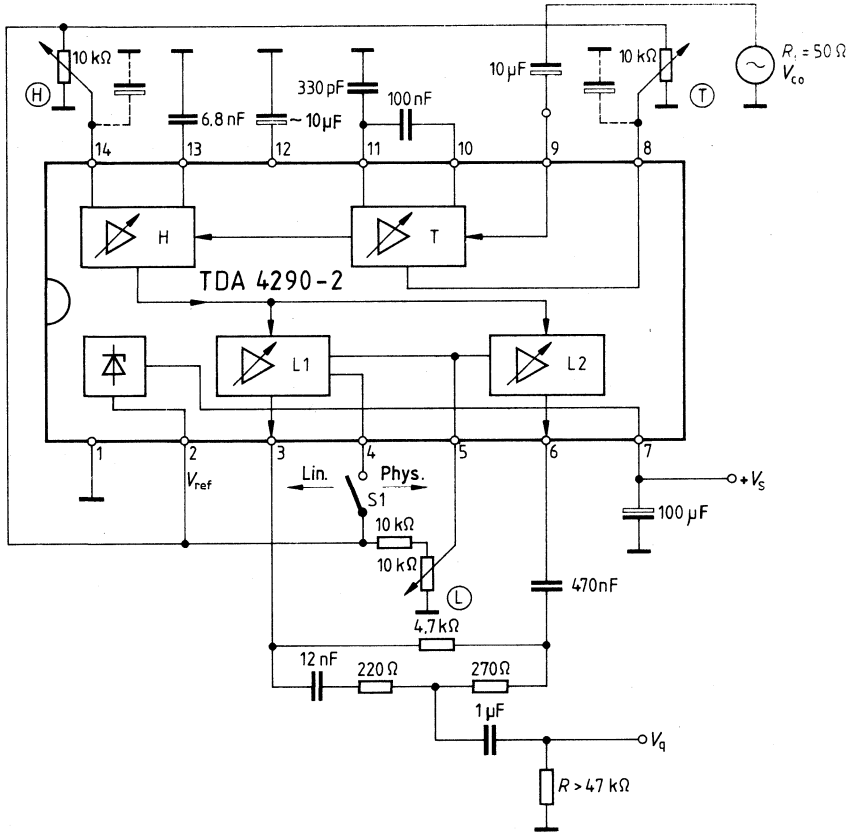 10 kΩ
H
6.8 nF
~ 10 µF
330 pF
100 nF
10 µF
10 kΩ
T
Ri = 50 Ω
Vco
14
13
12
11
10
9
8
H
T
TDA 4290-2
L1
L2
1
2
3
4
5
6
7
Vref
Lin.
Phys.
S1
+Vs
100 µF
10 kΩ
10 kΩ
L
470nF
4,7 kΩ
12 nF
220 Ω
270 Ω
1 µF
Vq
R > 47 kΩ